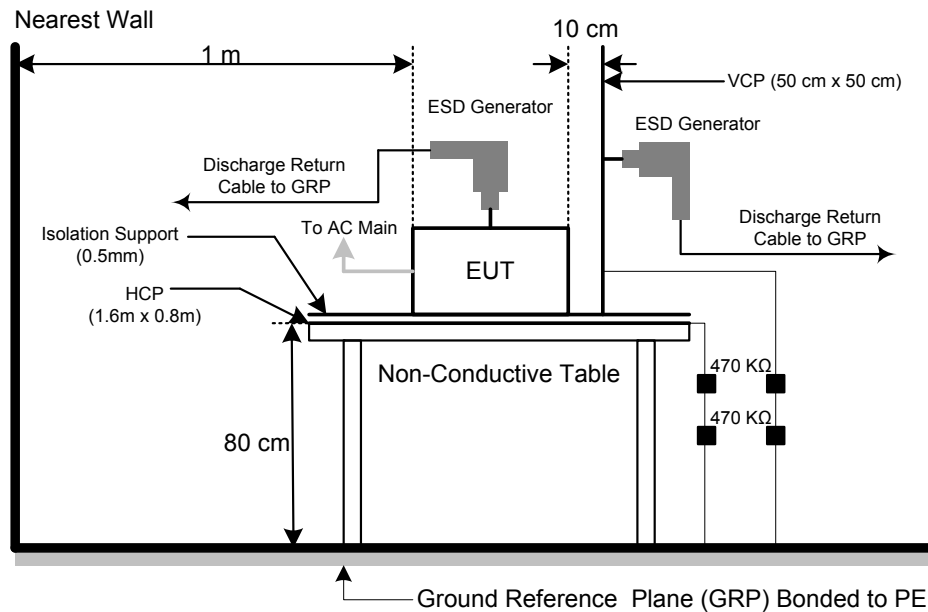 Nearest Wall
10 cm
1 m
VCP (50 cm x 50 cm)
ESD Generator
ESD Generator
Discharge Return
Cable to GRP
To AC Main
Discharge Return
Cable to GRP
Isolation Support
(0.5mm)
EUT
HCP
(1.6m x 0.8m)
Non-Conductive Table
470 KΩ
470 KΩ
80 cm
Ground Reference Plane (GRP) Bonded to PE